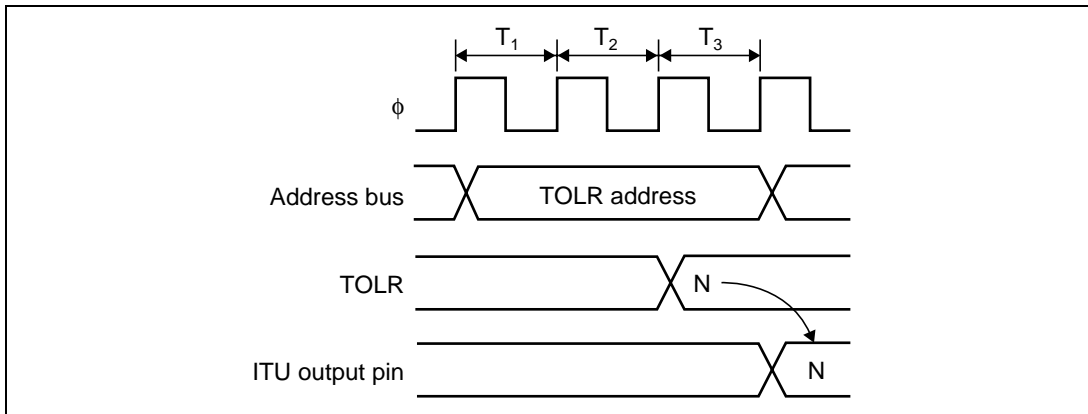 T1 T2 T3
φ
Address bus TOLR address
TOLR N
ITU output pin N